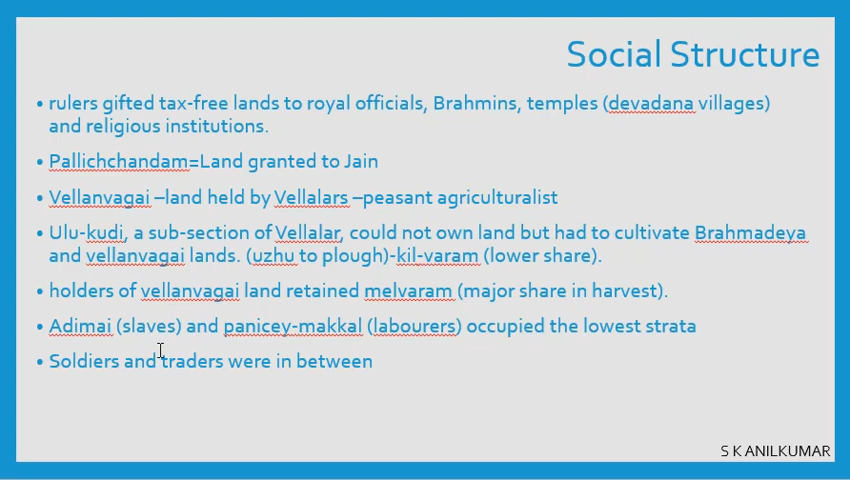 Social Structure
• rulers gifted tax-free lands to royal officials, Brahmins, temples (devadana villages)
and religious institutions.
• Pallichchandam=Land granted to Jain
• Vellanvagai –land held by Vellalars –peasant agriculturalist
• Ulu-kudi, a sub-section of Vellalar, could not own land but had to cultivate Brahmadeya
and vellanvagai lands. (uzhu to plough)-kil-varam (lower share).
• holders of vellanvagai land retained melvaram (major share in harvest).
• Adimai (slaves) and panicey-makkal (labourers) occupied the lowest strata
• Soldiers and traders were in between
S K ANILKUMAR